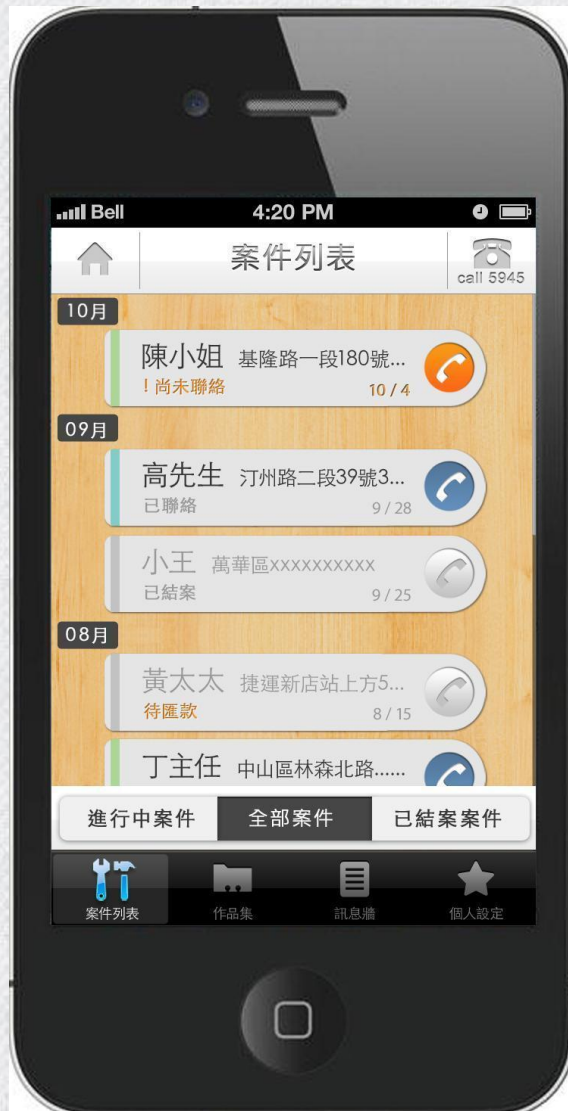 Bell 4:20 PM
案件列表
call 5945
10月
陳小姐 基隆路一段180號...
！尚未聯絡 10 / 4
09月
高先生 汀州路二段39號3...
已聯絡 9 / 28
小王 萬華區xxxxxxxxxx
已結案 9 / 25
08月
黃太太 捷運新店站上方5...
待匯款 8 / 15
丁主任 中山區林森北路......
進行中案件 全部案件 已結案案件
案件列表 作品集 訊息牆 個人設定